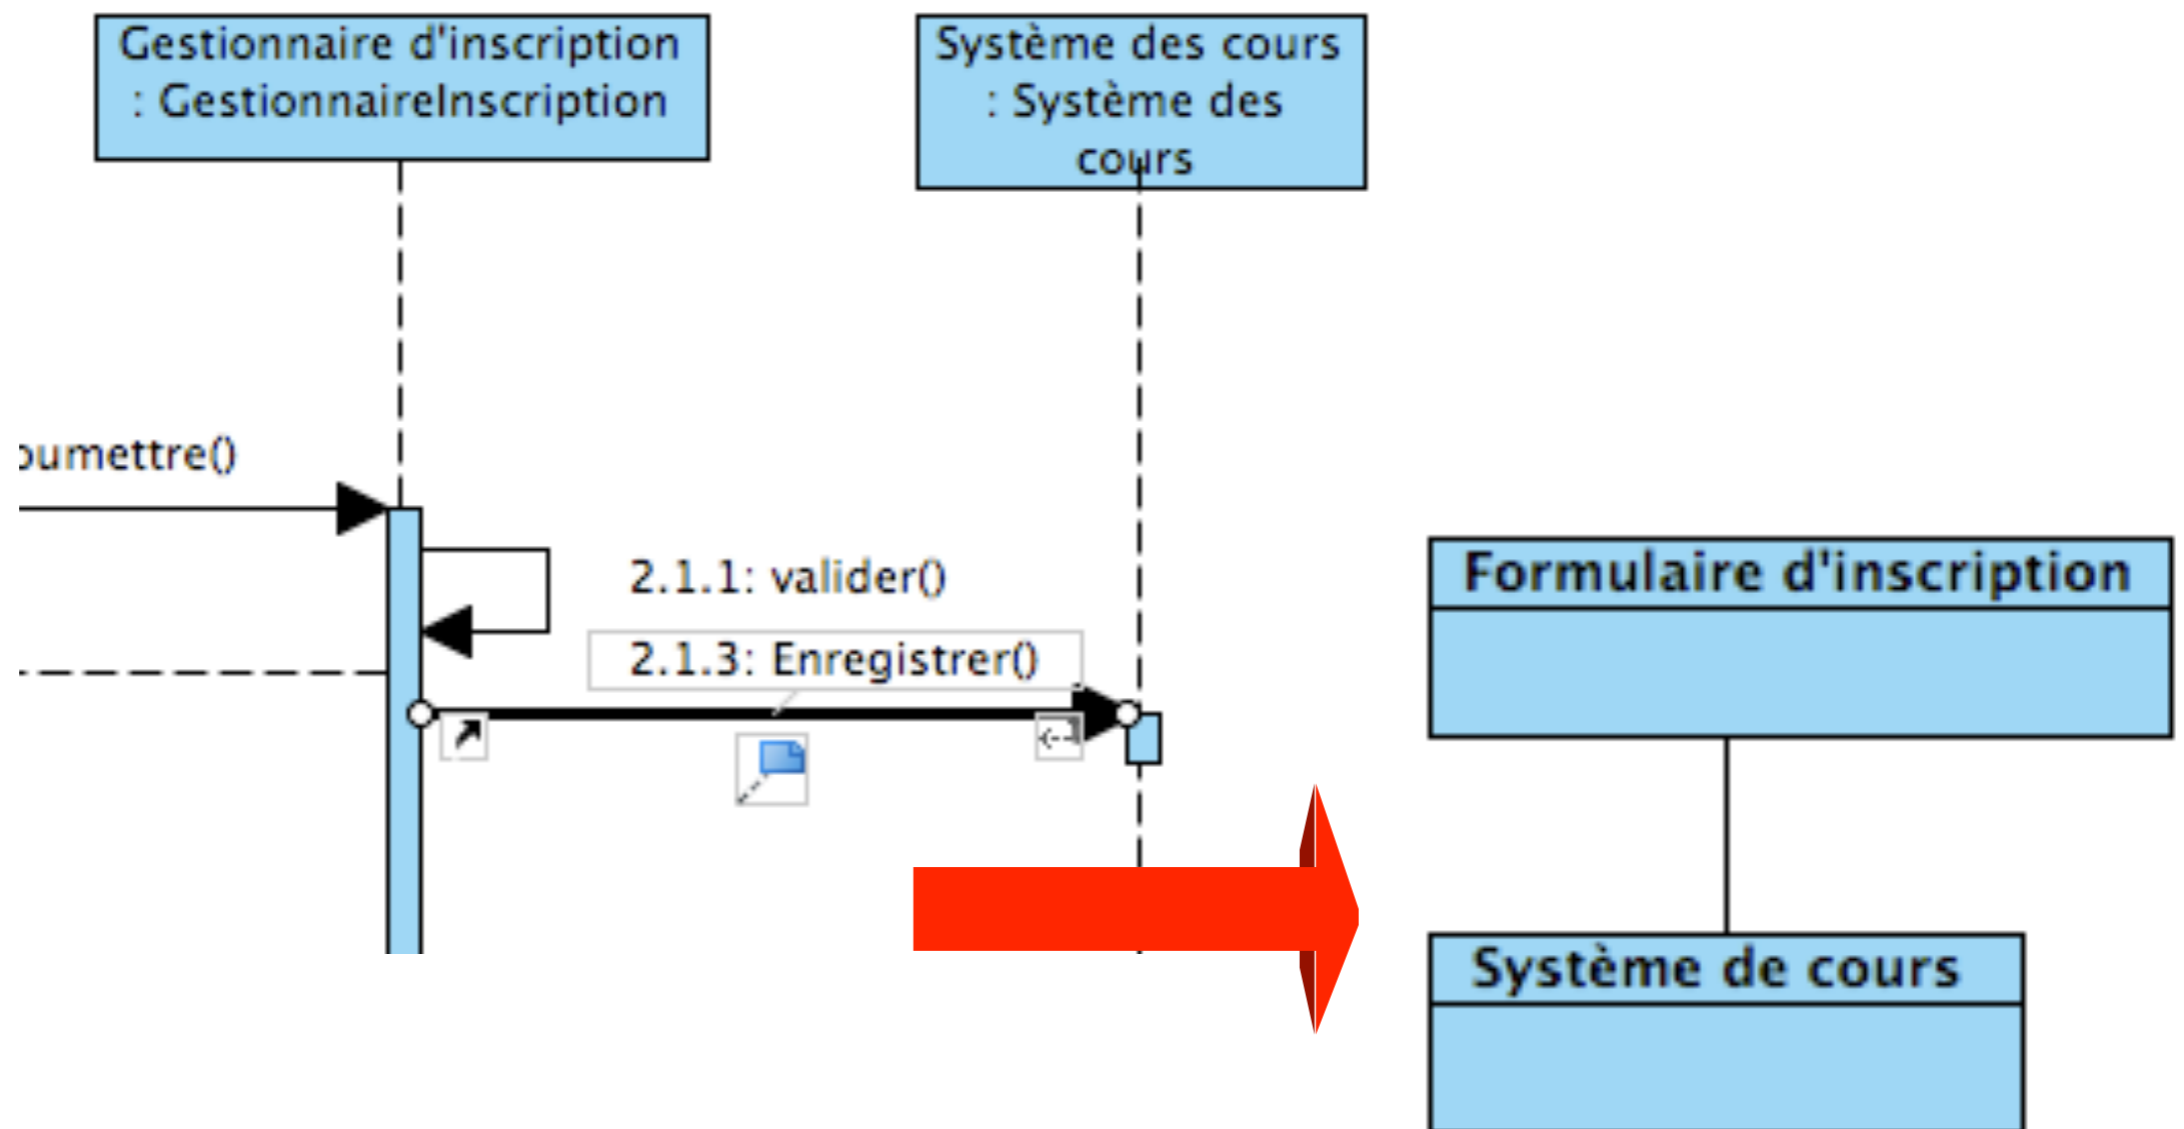 Gestionnaire d'inscription
: GestionnaireInscription
Système des cours
: Système des
cours
oumettre()
2.1.1: valider()
2.1.3: Enregistrer()
Formulaire d'inscription
Système de cours